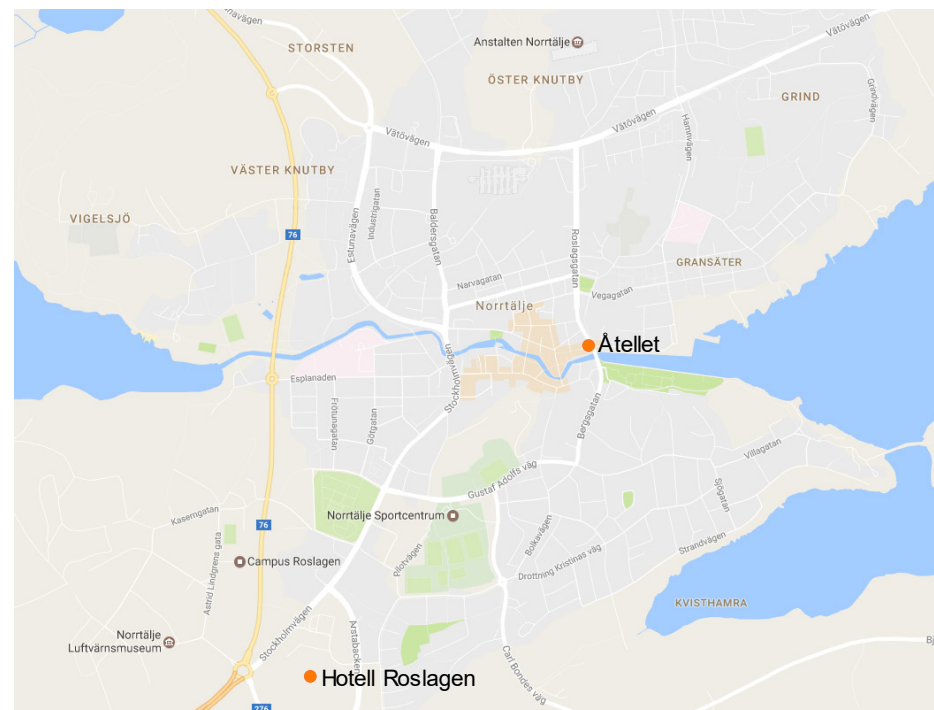 Vätövägen
STORSTEN
Anstalten Norrtälje
ÖSTER KNUTBY
GRIND
Grindvägen
Vätövägen
Hamnvägen
Vätövägen
VÄSTER KNUTBY
VIGELSJÖ
Industrigatan
Estunavägen
Baldersgatan
Roslagsgatan
76
GRANSÄTER
Narvagatan
Vegagatan
Norrtälje
Åtellet
Stockholmsvägen
Esplanaden
Frötunagatan
Götgatan
Bergsgatan
Villagatan
Gustaf Adolfs väg
Sjögatan
Kaserngatan
Norrtälje Sportcentrum
76
Bolkavägen
Strandvägen
Astrid Lindgrens gata
Campus Roslagen
Pilotvägen
Drottning Kristinas väg
KVISTHAMRA
Norrtälje
Luftvärnsmuseum
Stockholmsvägen
Arstabacken
Carl Bondes väg
Hotell Roslagen
276